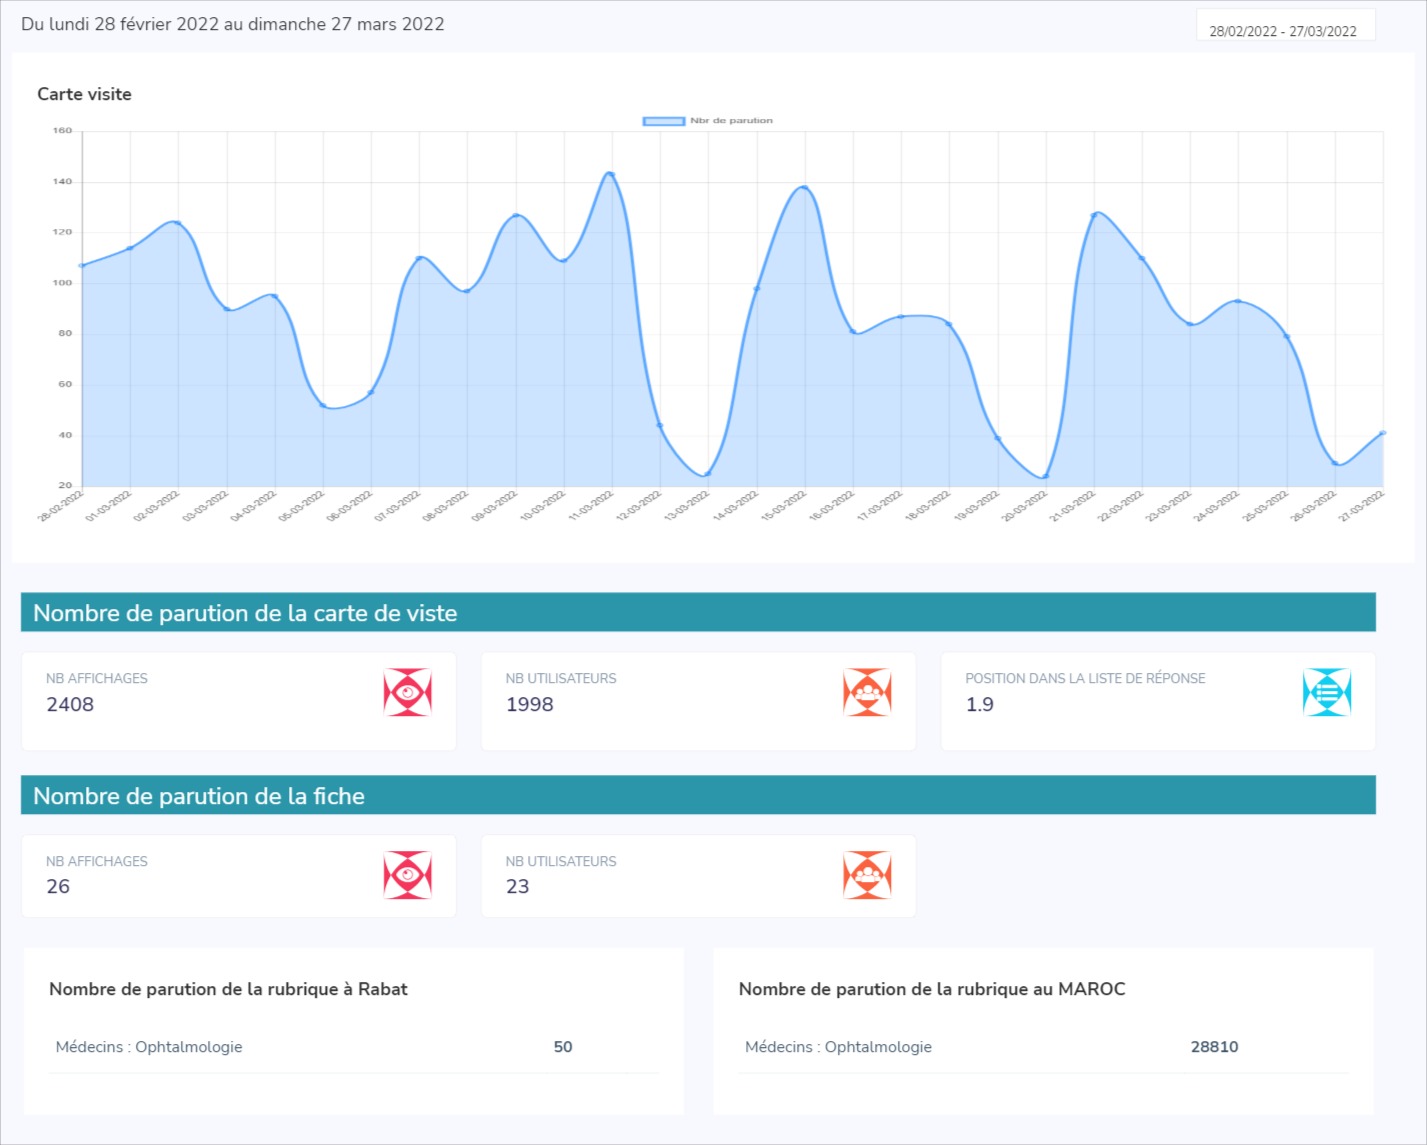 Du lundi 28 février 2022 au dimanche 27 mars 2022
28/02/2022 - 27/03/2022
Carte visite
Nbr de parution
160
140
120
100
80
60
40
20
28-02-2022 01-03-2022 02-03-2022 03-03-2022 04-03-2022 05-03-2022 06-03-2022 07-03-2022 08-03-2022 09-03-2022 10-03-2022 11-03-2022 12-03-2022 13-03-2022 14-03-2022 15-03-2022 16-03-2022 17-03-2022 18-03-2022 19-03-2022 20-03-2022 21-03-2022 22-03-2022 23-03-2022 24-03-2022 25-03-2022 26-03-2022 27-03-2022
Nombre de parution de la carte de viste
NB AFFICHAGES
2408
NB UTILISATEURS
1998
POSITION DANS LA LISTE DE RÉPONSE
1.9
Nombre de parution de la fiche
NB AFFICHAGES
26
NB UTILISATEURS
23
Nombre de parution de la rubrique à Rabat
Médecins : Ophtalmologie 50
Nombre de parution de la rubrique au MAROC
Médecins : Ophtalmologie 28810